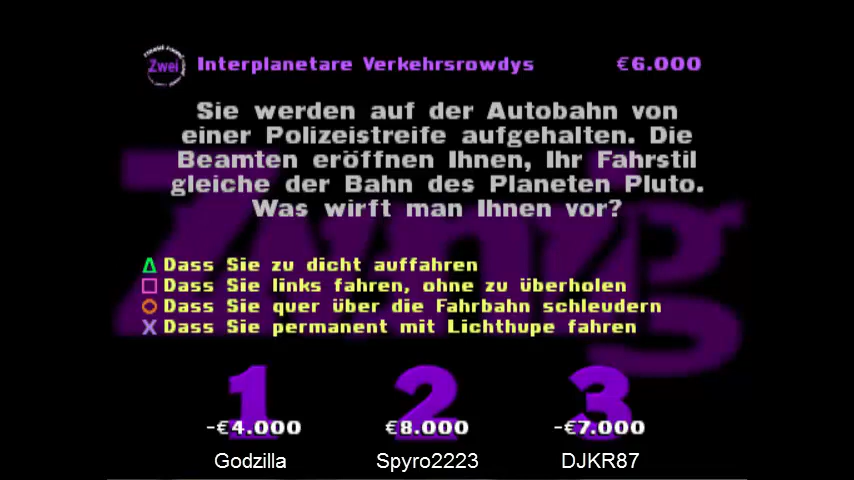 Zwei
Interplanetare Verkehrsrowdys €6.000
Sie werden auf der Autobahn von
einer Polizeistreife aufgehalten. Die
Beamten eröffnen Ihnen, Ihr Fahrstil
gleiche der Bahn des Planeten Pluto.
Was wirft man Ihnen vor?
Δ Dass Sie zu dicht auffahren
□ Dass Sie links fahren, ohne zu überholen
○ Dass Sie quer über die Fahrbahn schleudern
X Dass Sie permanent mit Lichthupe fahren
1 2 3
-€4.000 €8.000 -€7.000
Godzilla Spyro2223 DJKR87